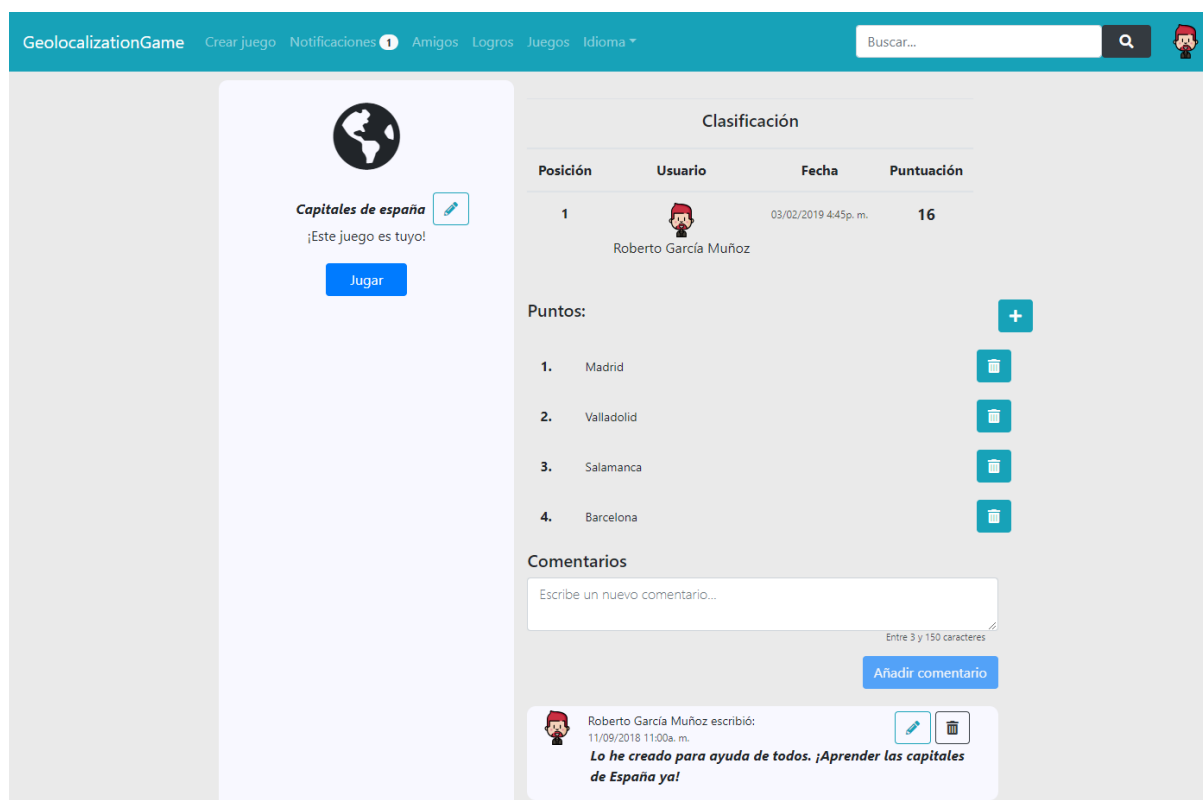 GeolocalizationGame Crear juego Notificaciones 1 Amigos Logros Juegos Idioma Buscar...
Capitales de españa
¡Este juego es tuyo!
Jugar
Clasificación
Posición Usuario Fecha Puntuación
1 03/02/2019 4:45p. m. 16
Roberto García Muñoz
Puntos:
1. Madrid
2. Valladolid
3. Salamanca
4. Barcelona
Comentarios
Escribe un nuevo comentario...
Entre 3 y 150 caracteres
Añadir comentario
Roberto García Muñoz escribió:
11/09/2018 11:00a. m.
Lo he creado para ayuda de todos. ¡Aprender las capitales
de España ya!